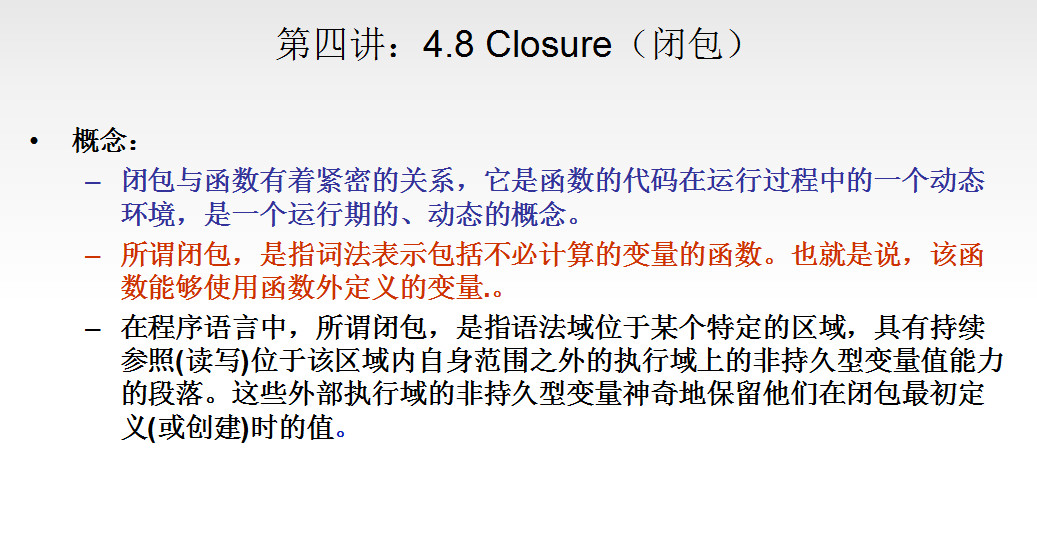 第四讲：4.8 Closure（闭包）
• 概念：
– 闭包与函数有着紧密的关系，它是函数的代码在运行过程中的一个动态
环境，是一个运行期的、动态的概念。
– 所谓闭包，是指词法表示包括不必计算的变量的函数。也就是说，该函
数能够使用函数外定义的变量.。
– 在程序语言中，所谓闭包，是指语法域位于某个特定的区域，具有持续
参照(读写)位于该区域内自身范围之外的执行域上的非持久型变量值能力
的段落。这些外部执行域的非持久型变量神奇地保留他们在闭包最初定
义(或创建)时的值。